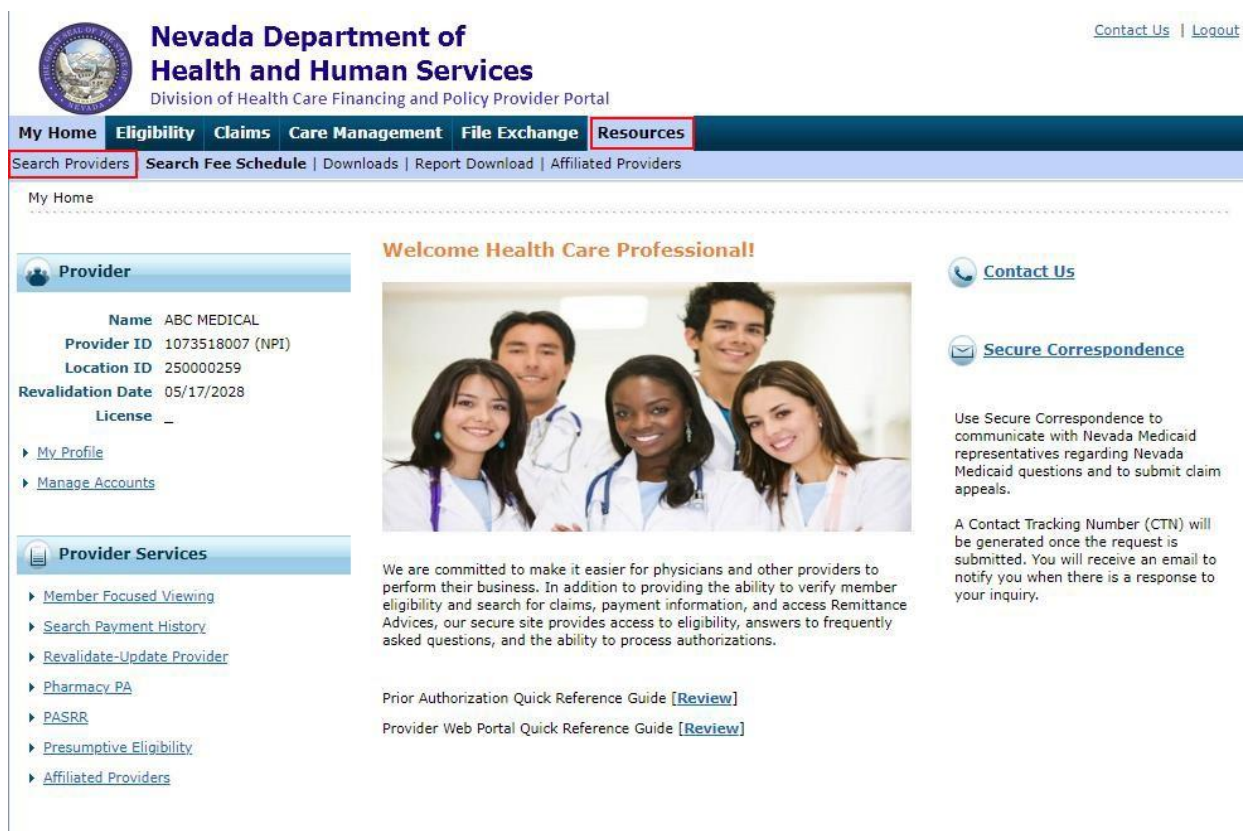 Nevada Department of
Health and Human Services
Division of Health Care Financing and Policy Provider Portal
Contact Us | Logout
My Home Eligibility Claims Care Management File Exchange Resources
Search Providers | Search Fee Schedule | Downloads | Report Download | Affiliated Providers
My Home
Provider
Name ABC MEDICAL
Provider ID 1073518007 (NPI)
Location ID 250000259
Revalidation Date 05/17/2028
License _
My Profile
Manage Accounts
Provider Services
Member Focused Viewing
Search Payment History
Revalidate-Update Provider
Pharmacy PA
PASRR
Presumptive Eligibility
Affiliated Providers
Welcome Health Care Professional!
We are committed to make it easier for physicians and other providers to
perform their business. In addition to providing the ability to verify member
eligibility and search for claims, payment information, and access Remittance
Advices, our secure site provides access to eligibility, answers to frequently
asked questions, and the ability to process authorizations.
Prior Authorization Quick Reference Guide [Review]
Provider Web Portal Quick Reference Guide [Review]
Contact Us
Secure Correspondence
Use Secure Correspondence to
communicate with Nevada Medicaid
representatives regarding Nevada
Medicaid questions and to submit claim
appeals.
A Contact Tracking Number (CTN) will
be generated once the request is
submitted. You will receive an email to
notify you when there is a response to
your inquiry.